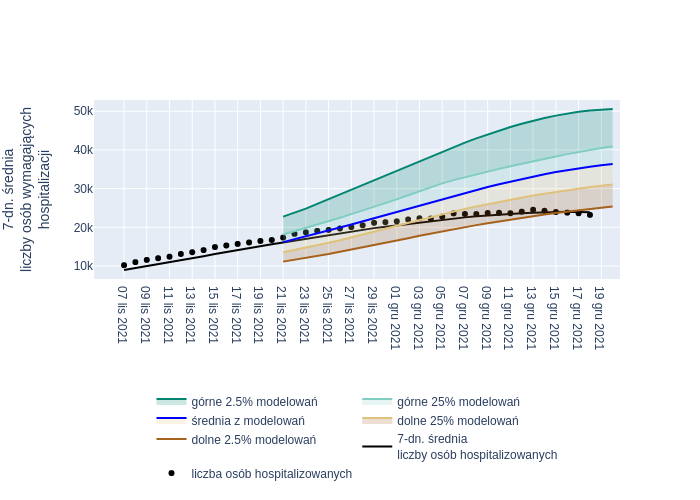 7-dn. średnia
liczby osób wymagających
hospitalizacji
50k
40k
30k
20k
10k
07 lis 2021
09 lis 2021
11 lis 2021
13 lis 2021
15 lis 2021
17 lis 2021
19 lis 2021
21 lis 2021
23 lis 2021
25 lis 2021
27 lis 2021
29 lis 2021
01 gru 2021
03 gru 2021
05 gru 2021
07 gru 2021
09 gru 2021
11 gru 2021
13 gru 2021
15 gru 2021
17 gru 2021
19 gru 2021
górne 2.5% modelowań
górne 25% modelowań
średnia z modelowań
dolne 25% modelowań
dolne 2.5% modelowań
7-dn. średnia
liczby osób hospitalizowanych
liczba osób hospitalizowanych